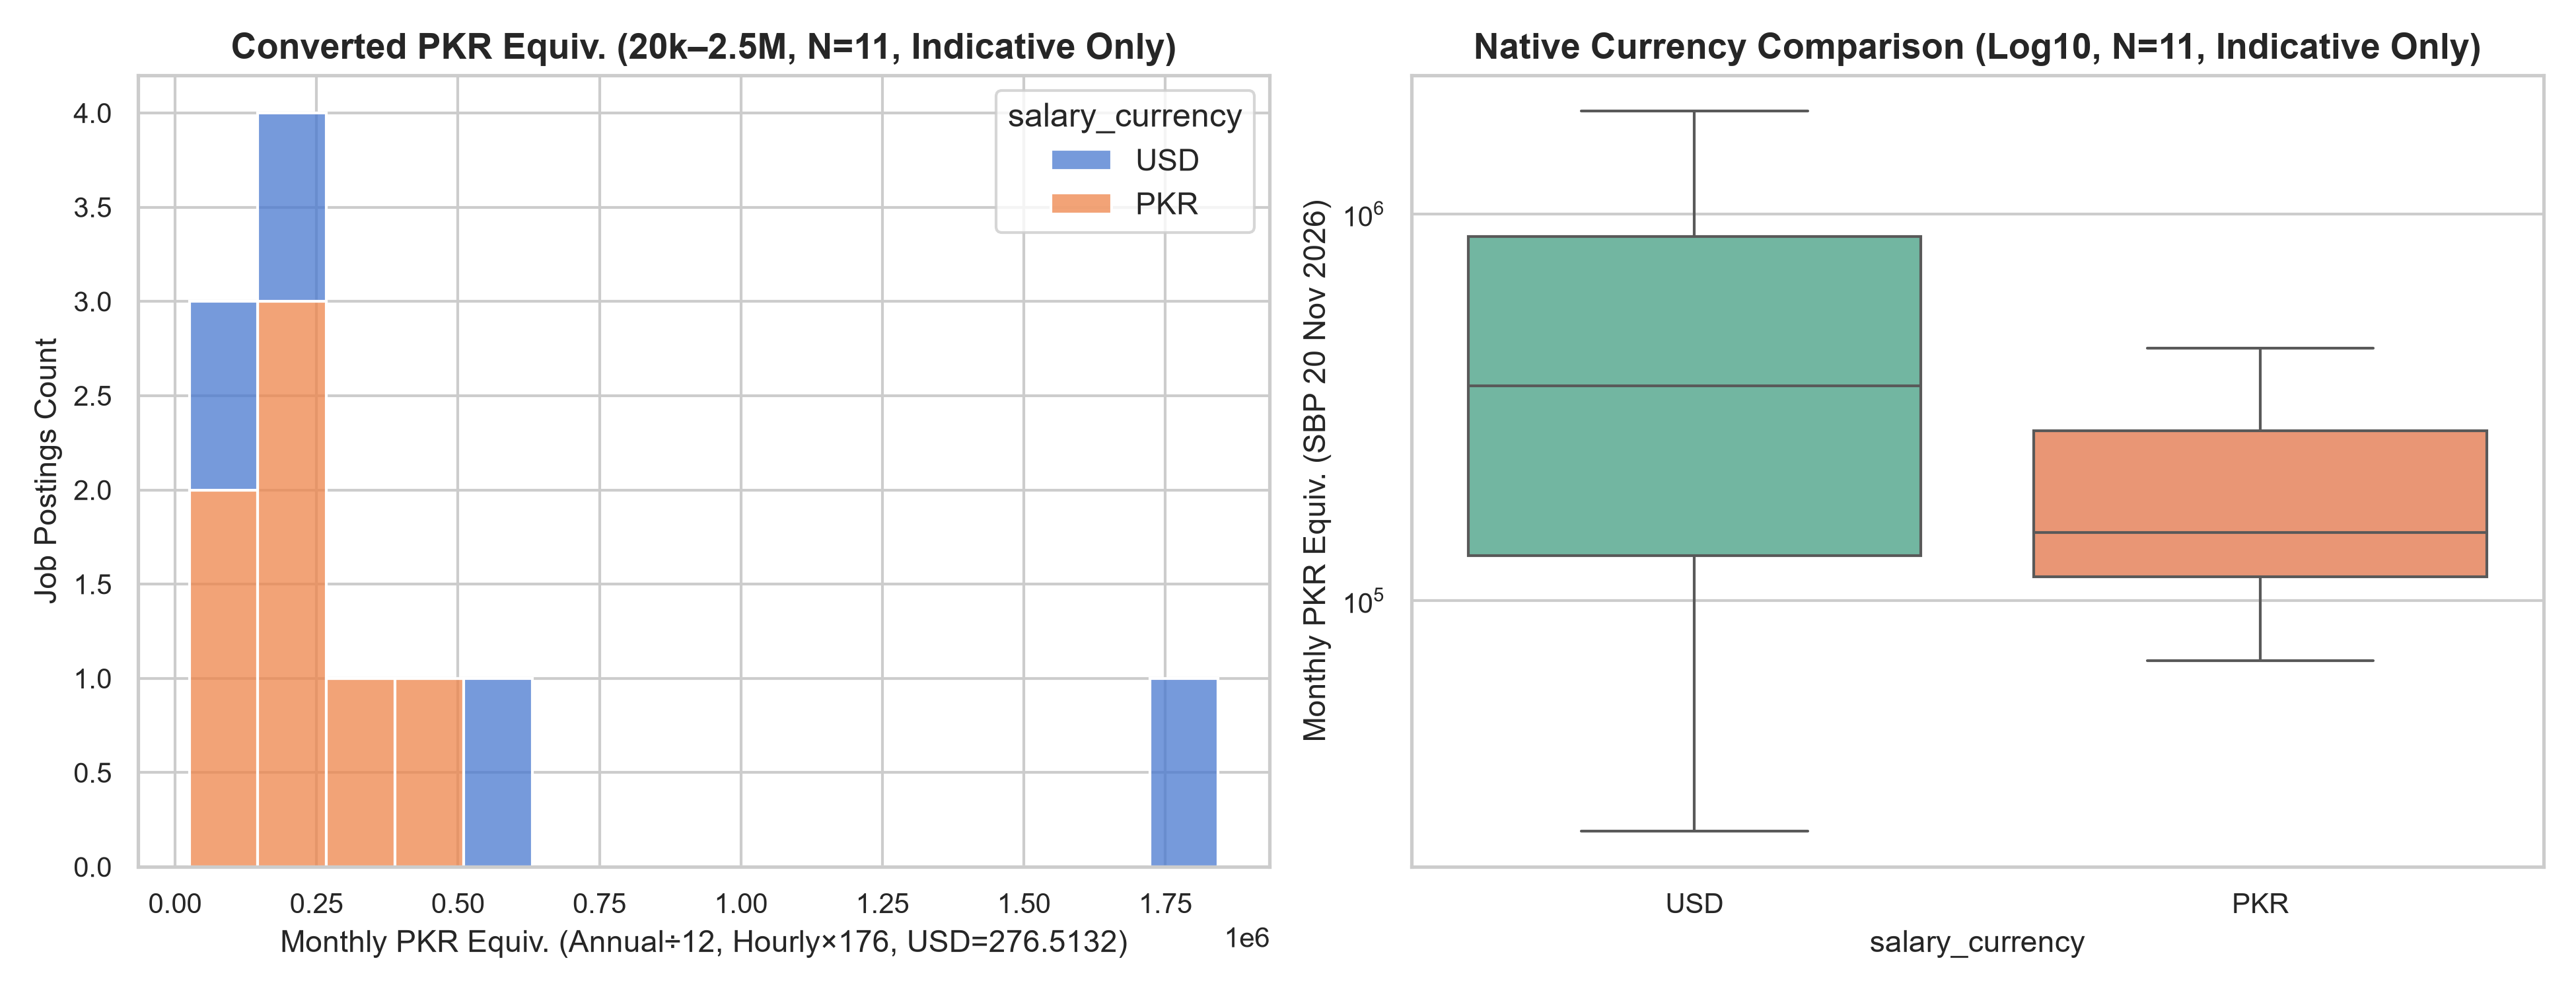 Converted PKR Equiv. (20k–2.5M, N=11, Indicative Only)
Job Postings Count
4.0
3.5
3.0
2.5
2.0
1.5
1.0
0.5
0.0
salary_currency
USD
PKR
0.00 0.25 0.50 0.75 1.00 1.25 1.50 1.75
1e6
Monthly PKR Equiv. (Annual÷12, Hourly×176, USD=276.5132)
Native Currency Comparison (Log10, N=11, Indicative Only)
Monthly PKR Equiv. (SBP 20 Nov 2026)
10⁶
10⁵
USD PKR
salary_currency